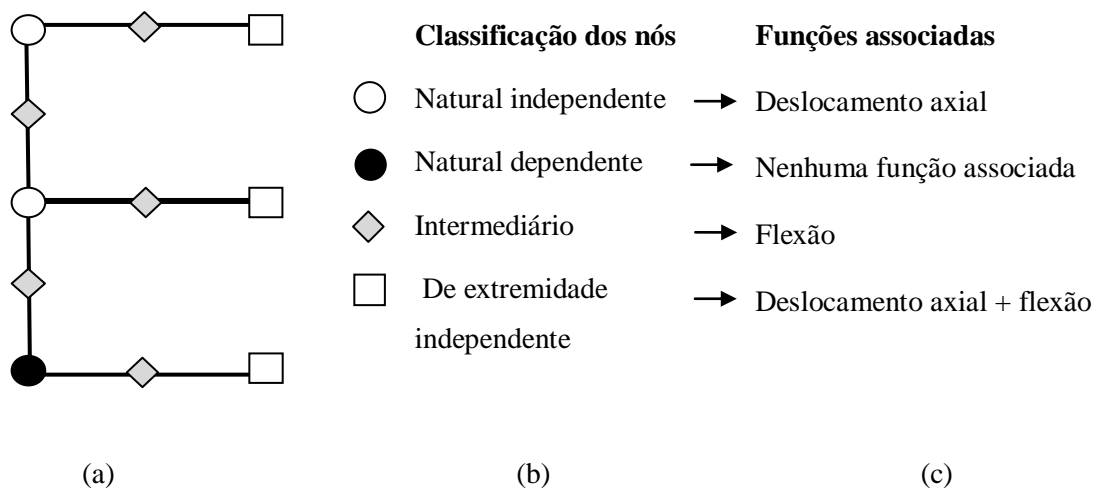 Classificação dos nós Funções associadas
Natural independente Deslocamento axial
Natural dependente Nenhuma função associada
Intermediário Flexão
De extremidade Deslocamento axial + flexão
independente
(a) (b) (c)